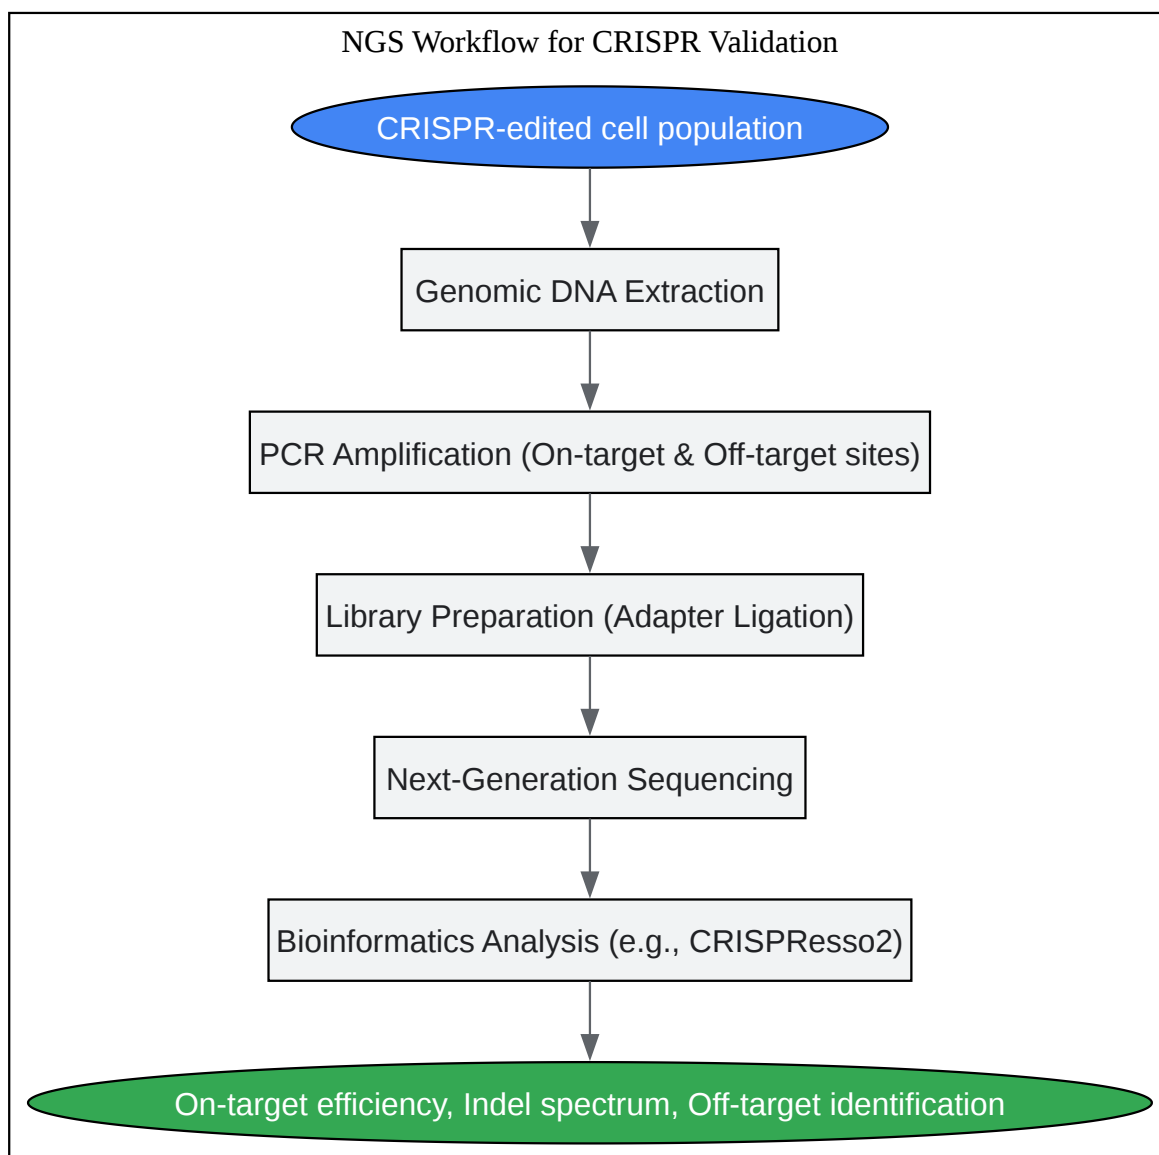 NGS Workflow for CRISPR Validation
CRISPR-edited cell population
Genomic DNA Extraction
PCR Amplification (On-target & Off-target sites)
Library Preparation (Adapter Ligation)
Next-Generation Sequencing
Bioinformatics Analysis (e.g., CRISPResso2)
On-target efficiency, Indel spectrum, Off-target identification